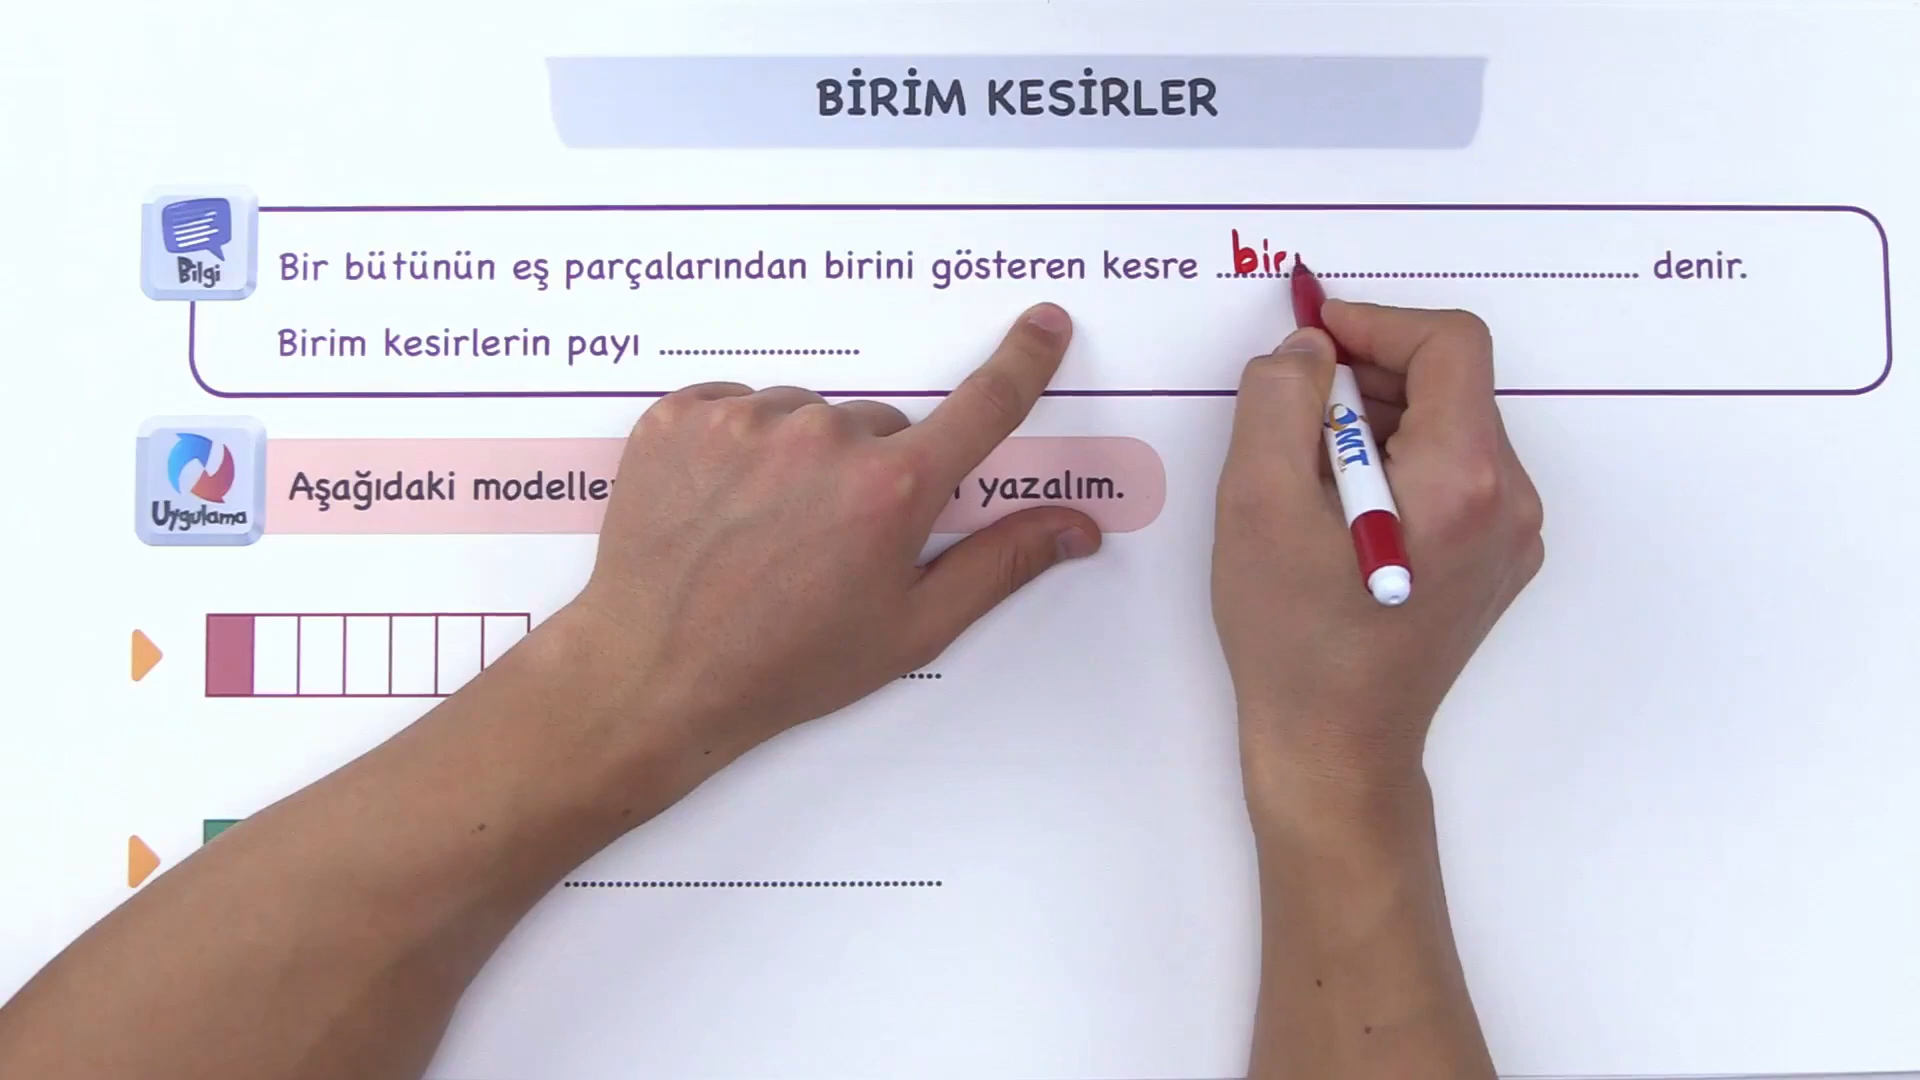 BİRİM KESİRLER
Bilgi
Bir bütünün eş parçalarından birini gösteren kesre bir denir.
Birim kesirlerin payı ........................
Uygulama
Aşağıdaki modelle yazalım.
MT